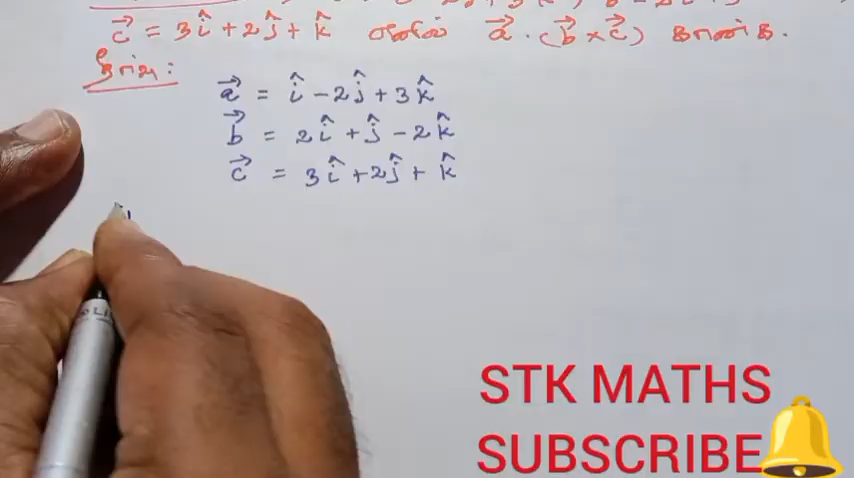 c⃗ = 3î + 2ĵ + k̂ எனில் a⃗ · (b⃗ × c⃗) காண்க.
தீர்வு:
a⃗ = î - 2ĵ + 3k̂
b⃗ = 2î + ĵ - 2k̂
c⃗ = 3î + 2ĵ + k̂
STK MATHS
SUBSCRIBE